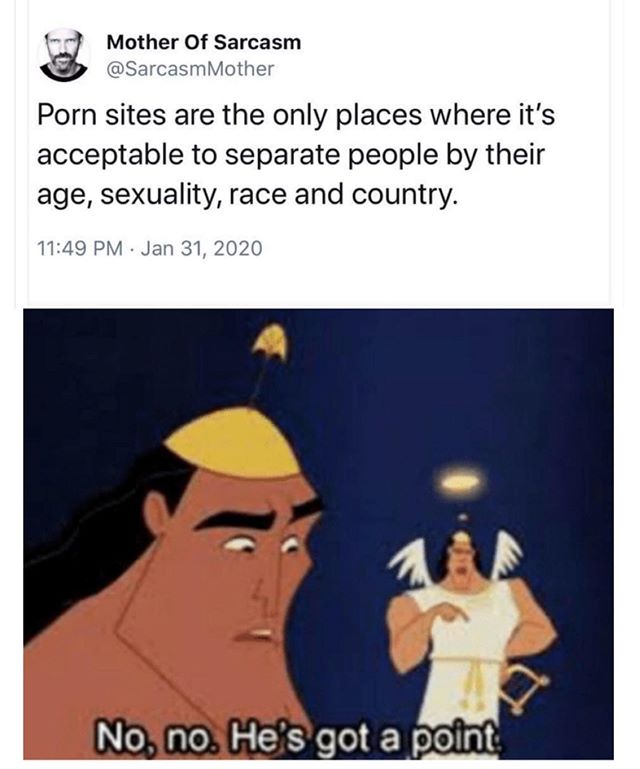 Mother Of Sarcasm
@SarcasmMother
Porn sites are the only places where it's
acceptable to separate people by their
age, sexuality, race and country.
11:49 PM · Jan 31, 2020
No, no. He's got a point.